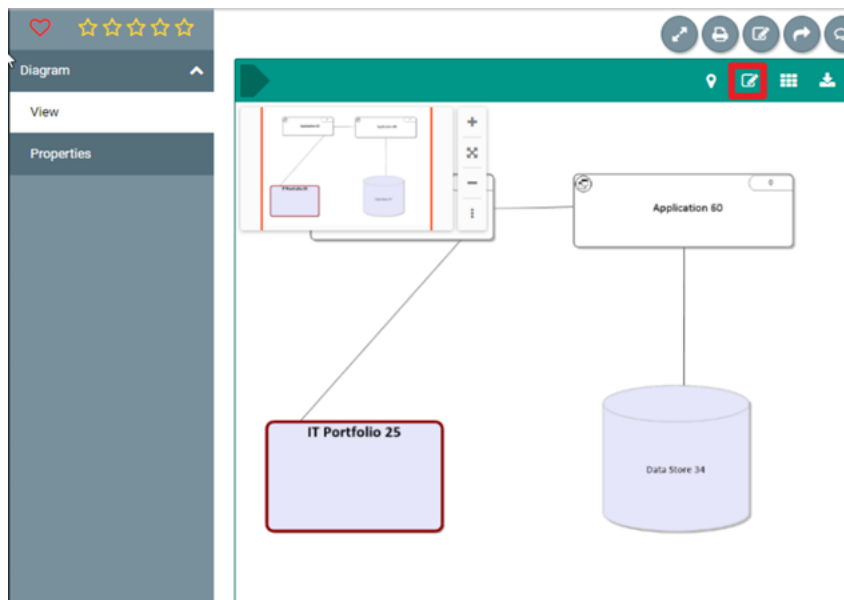 Diagram
View
Properties
Application 60
0
IT Portfolio 25
Data Store 34